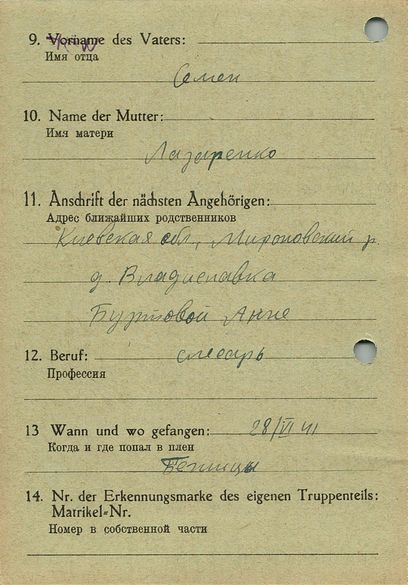 9. Vorname des Vaters:
Имя отца
Семен
10. Name der Mutter:
Имя матери
Лазаренко
11. Anschrift der nächsten Angehörigen:
Адрес ближайших родственников
Киевская обл, Мироновский р.
д. Владиславка
Анне
12. Beruf: слесарь
Профессия
13 Wann und wo gefangen: 28/VI 41
Когда и где попал в плен
14. Nr. der Erkennungsmarke des eigenen Truppenteils:
Matrikel-Nr.
Номер в собственной части